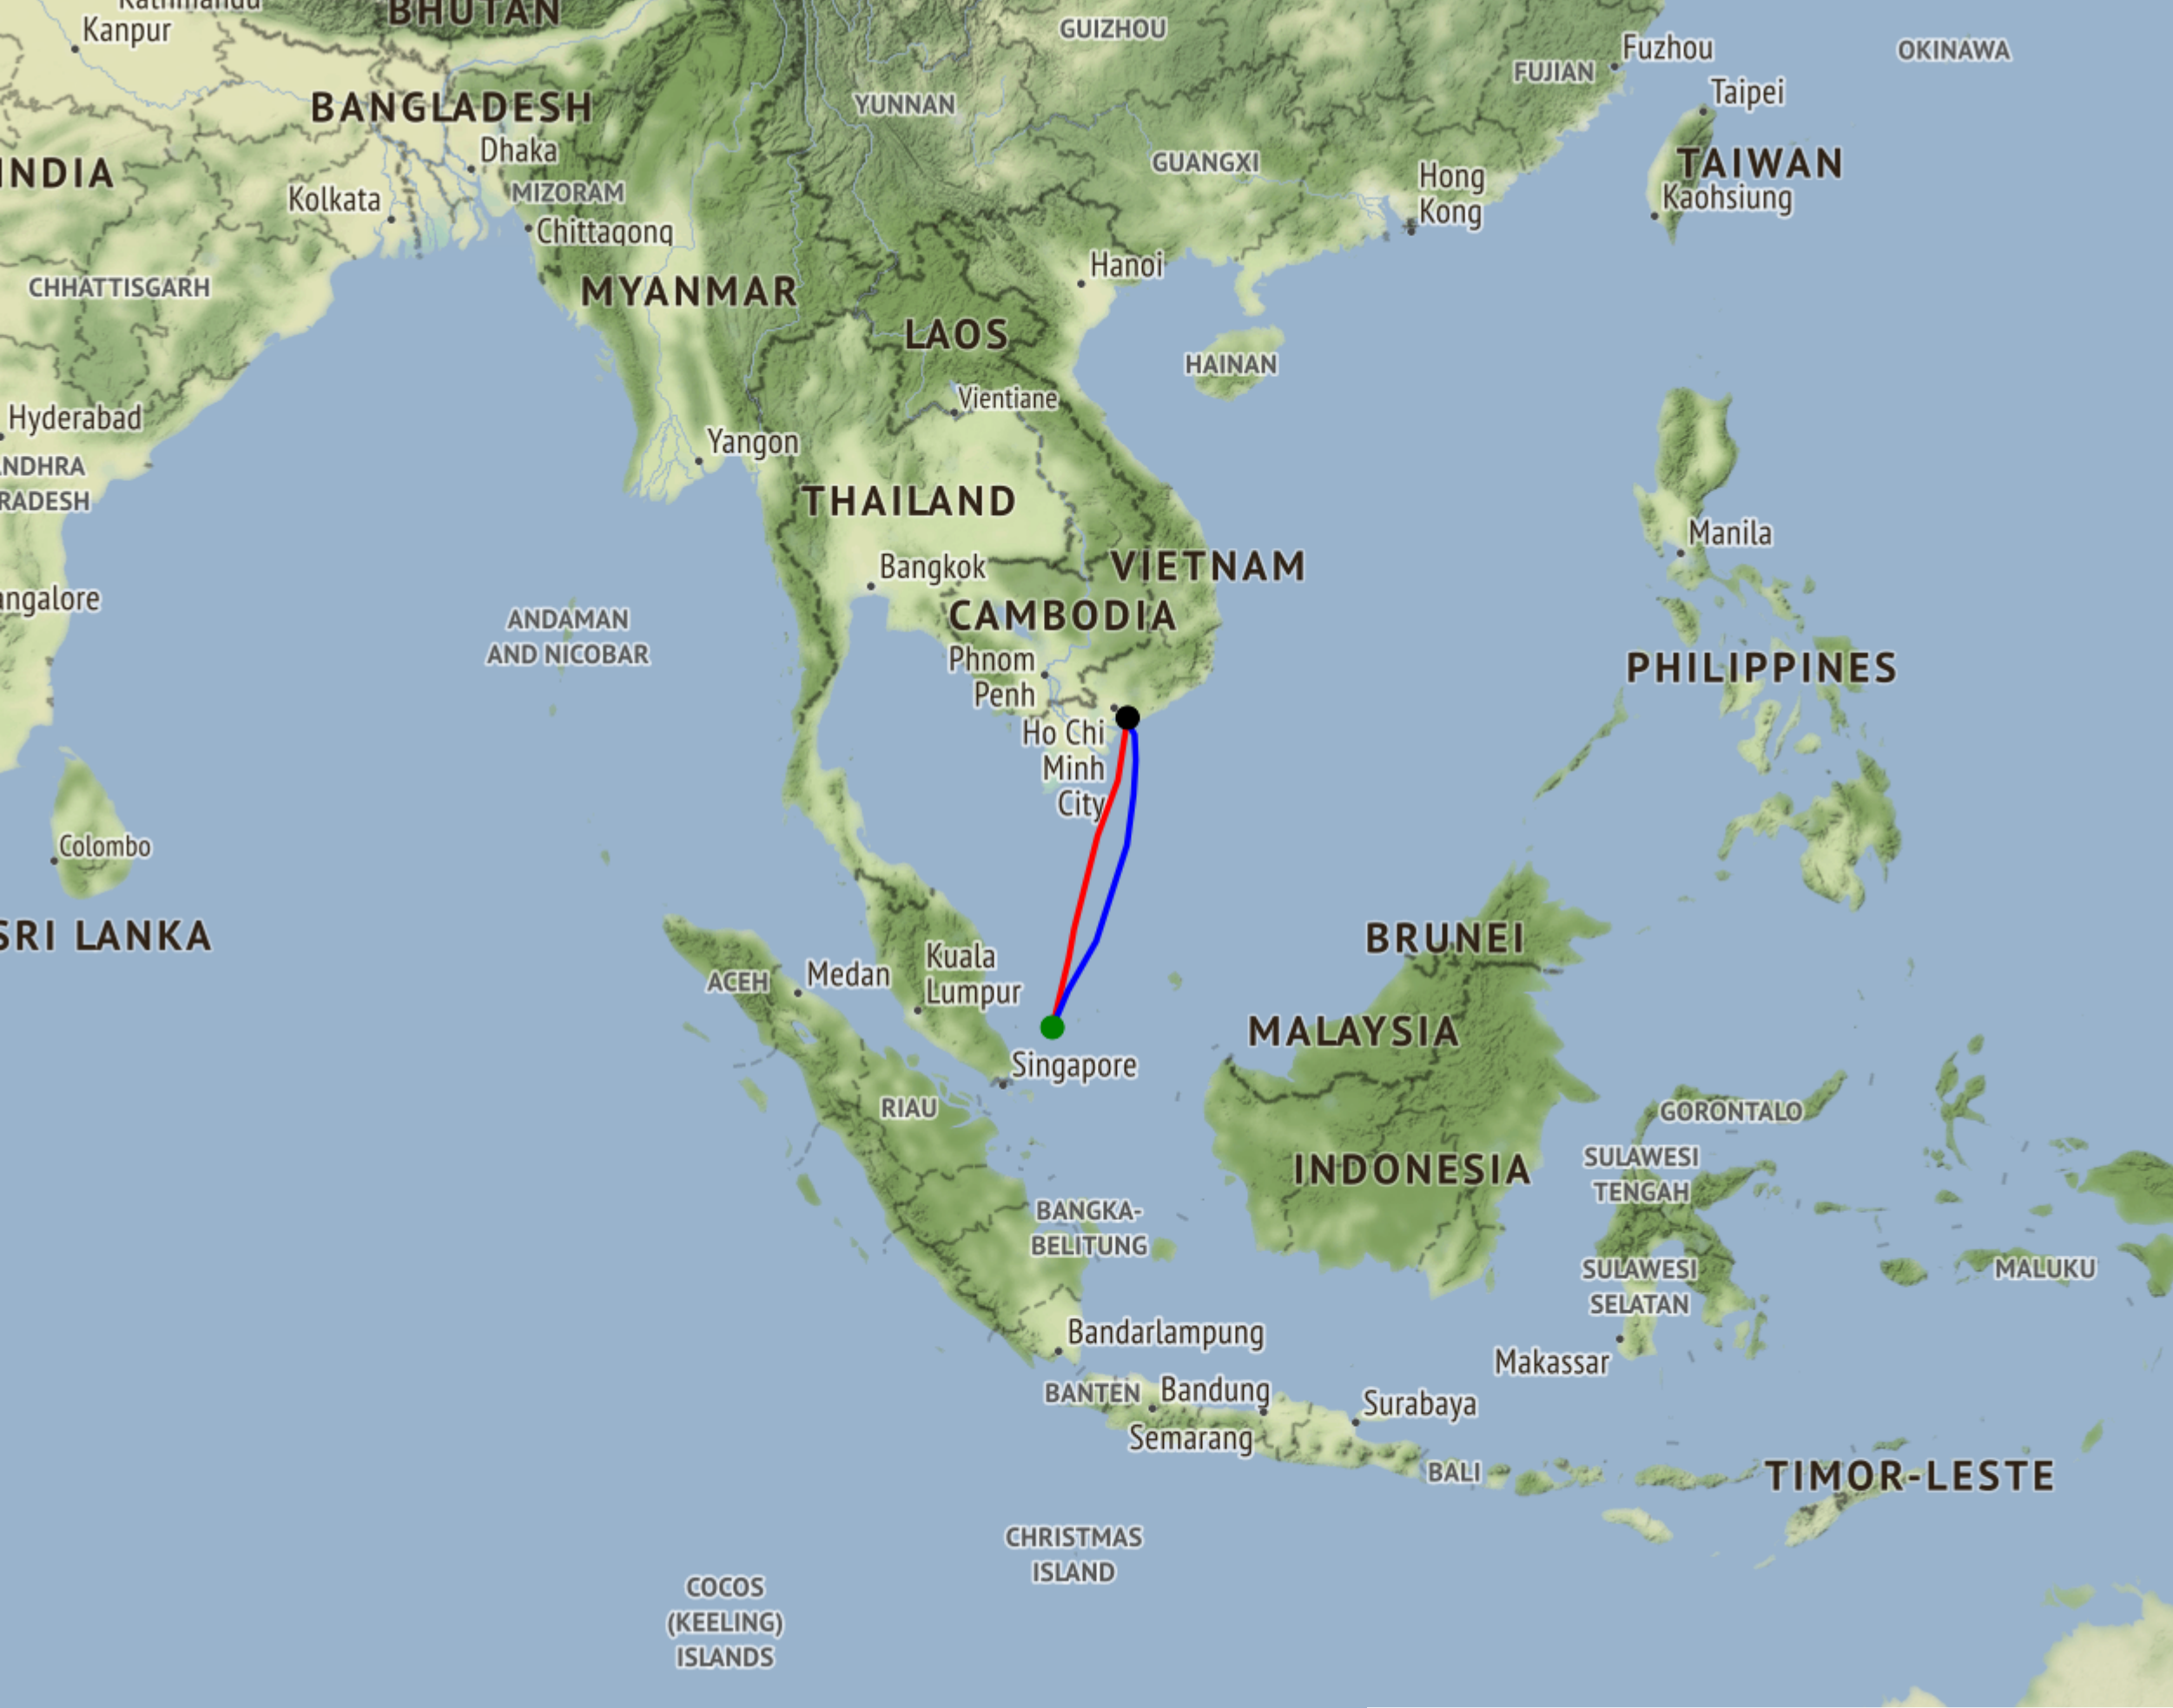 Kathmandu
Kanpur
BHUTAN
GUIZHOU
Fuzhou
OKINAWA
FUJIAN
Taipei
BANGLADESH
YUNNAN
Dhaka
GUANGXI
TAIWAN
INDIA
MIZORAM
Hong
Kong
Kaohsiung
Kolkata
Chittagong
Hanoi
CHHATTISGARH
MYANMAR
LAOS
HAINAN
Vientiane
Hyderabad
Yangon
NDHRA
RADESH
THAILAND
Manila
Bangkok
VIETNAM
angalore
CAMBODIA
ANDAMAN
AND NICOBAR
Phnom
Penh
PHILIPPINES
Ho Chi
Minh
City
Colombo
SRI LANKA
BRUNEI
Kuala
Lumpur
ACEH
Medan
MALAYSIA
Singapore
RIAU
GORONTALO
SULAWESI
TENGAH
INDONESIA
BANGKA-
BELITUNG
SULAWESI
SELATAN
MALUKU
Bandarlampung
Makassar
BANTEN
Bandung
Surabaya
Semarang
BALI
TIMOR-LESTE
CHRISTMAS
ISLAND
COCOS
(KEELING)
ISLANDS